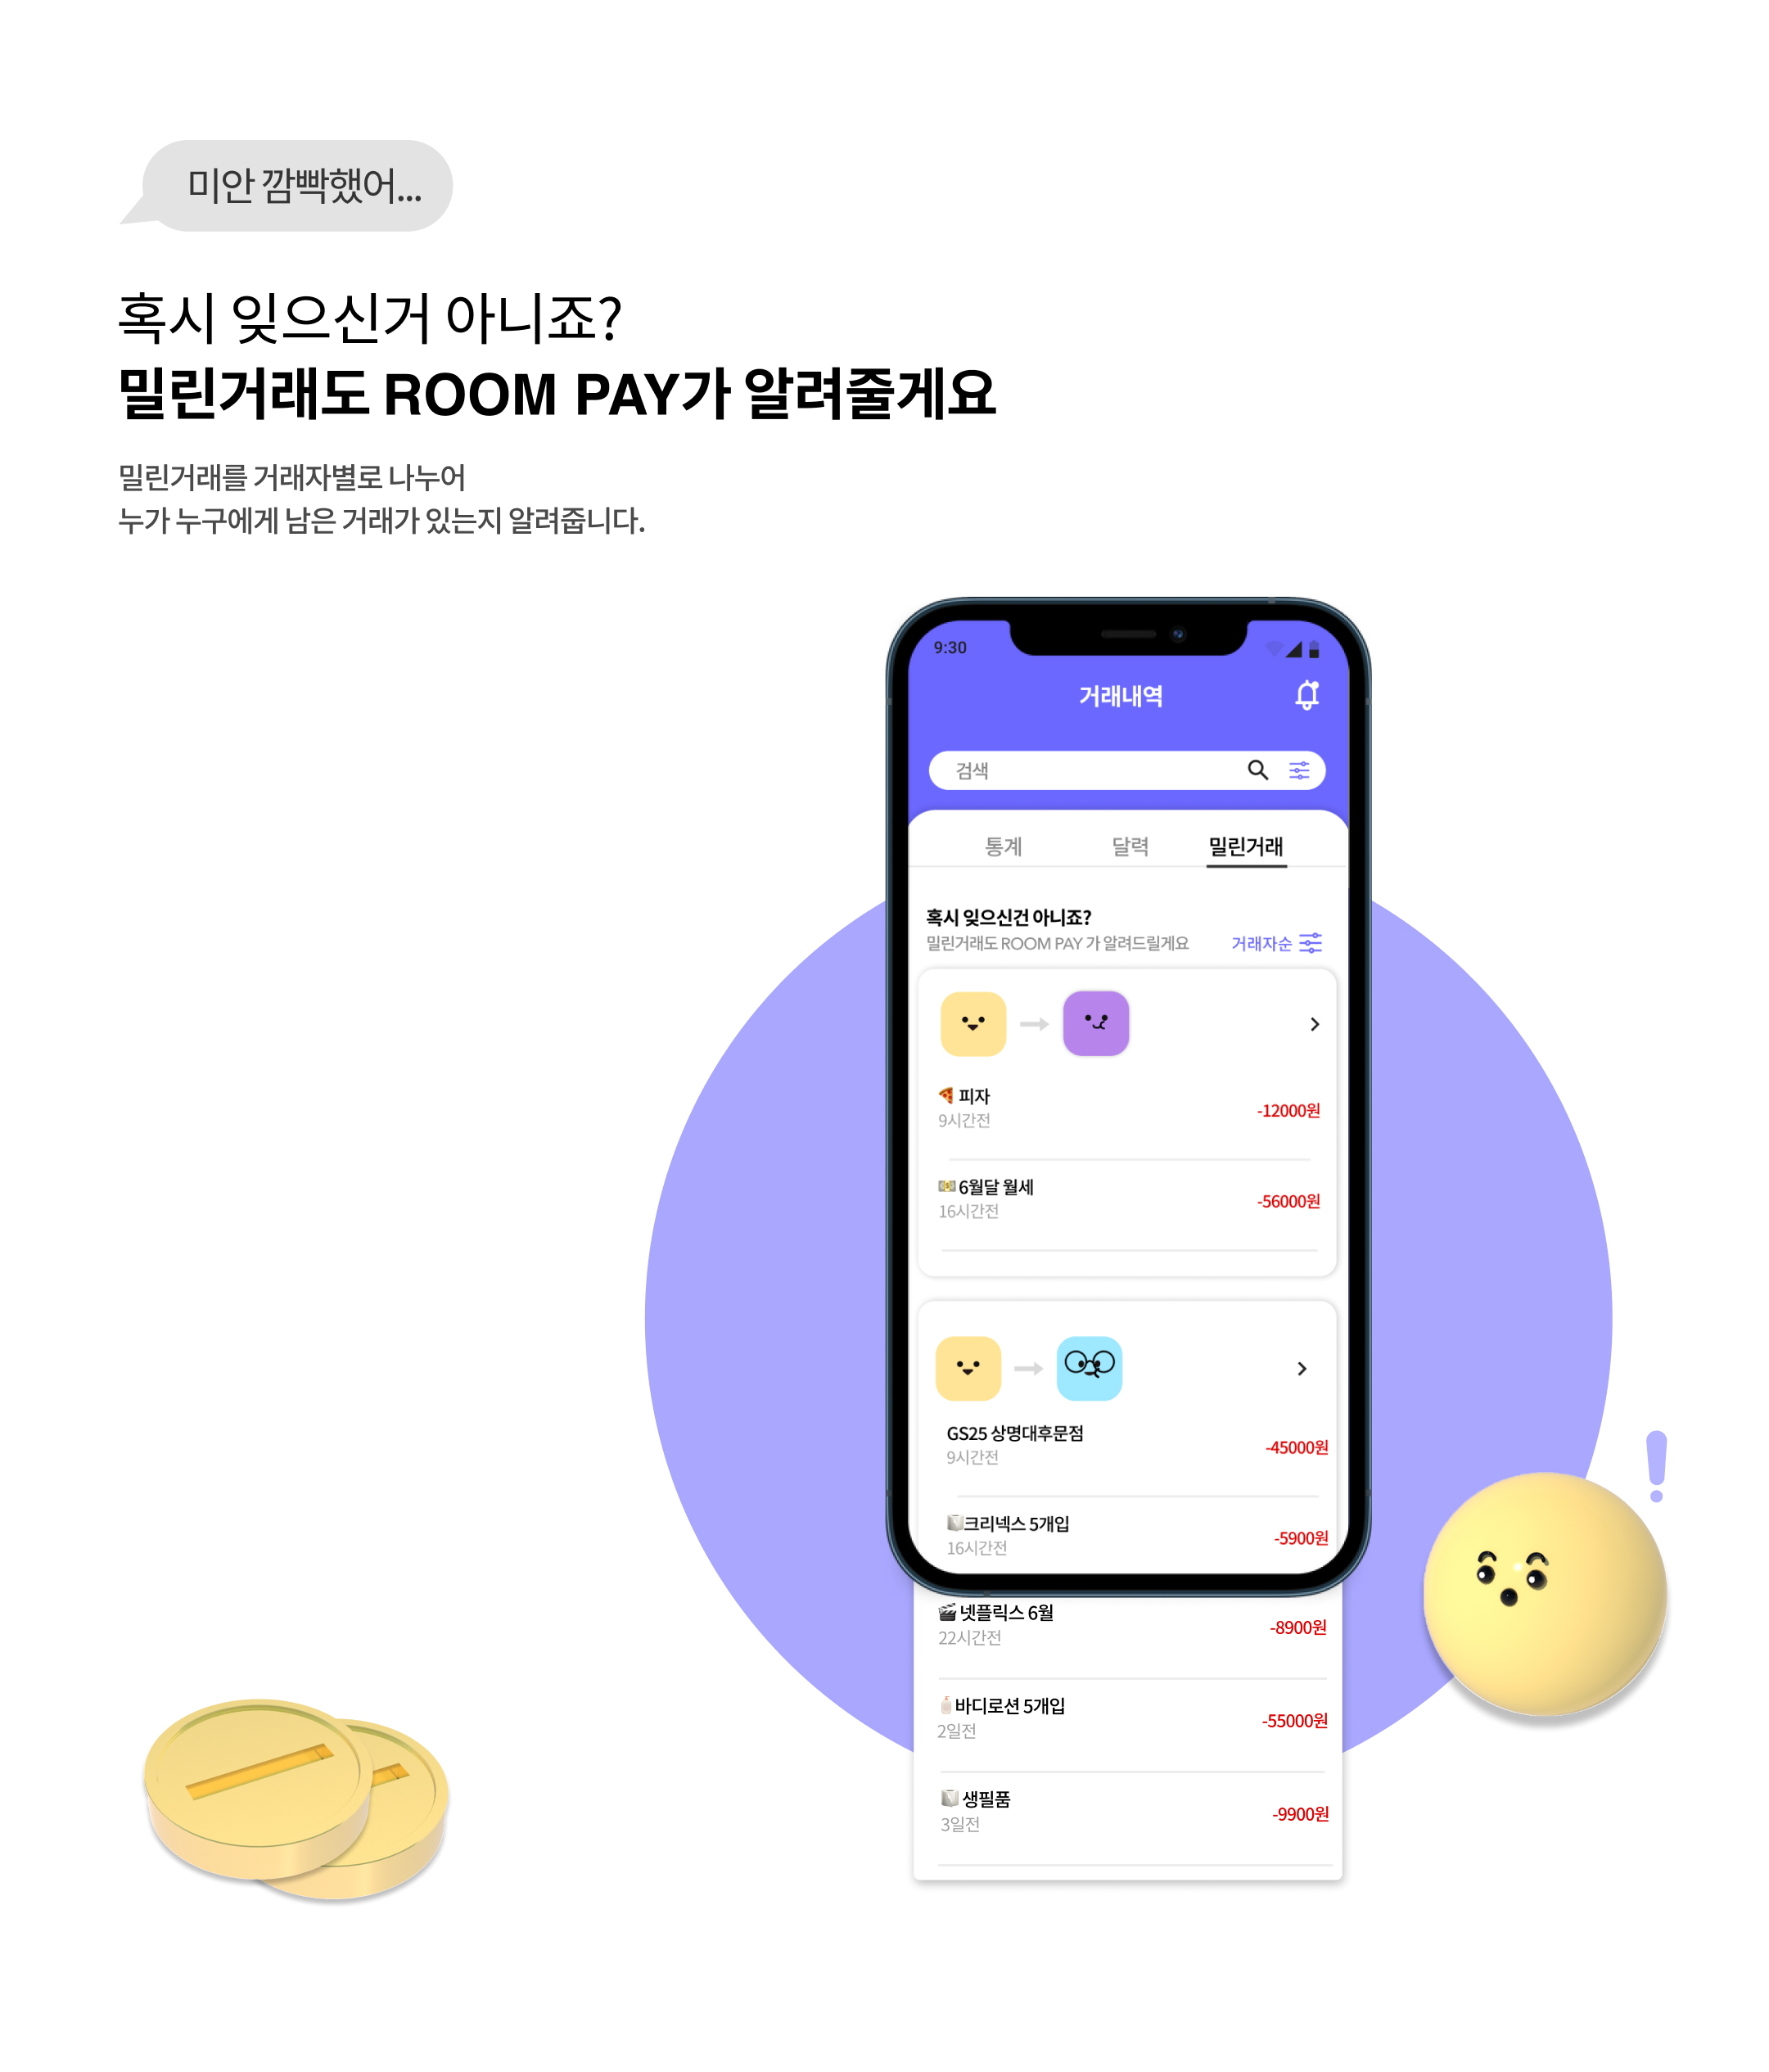 미안 깜빡했어...
혹시 잊으신거 아니죠?
밀린거래도 ROOM PAY가 알려줄게요
밀린거래를 거래자별로 나누어
누가 누구에게 남은 거래가 있는지 알려줍니다.
9:30
거래내역
검색
통계 달력 밀린거래
혹시 잊으신건 아니죠?
밀린거래도 ROOM PAY 가 알려드릴게요 거래자순
피자
9시간전
-12000원
6월달 월세
16시간전
-56000원
GS25 상명대후문점
9시간전
-45000원
크리넥스 5개입
16시간전
-5900원
넷플릭스 6월
22시간전
-8900원
바디로션 5개입
2일전
-55000원
생필품
3일전
-9900원